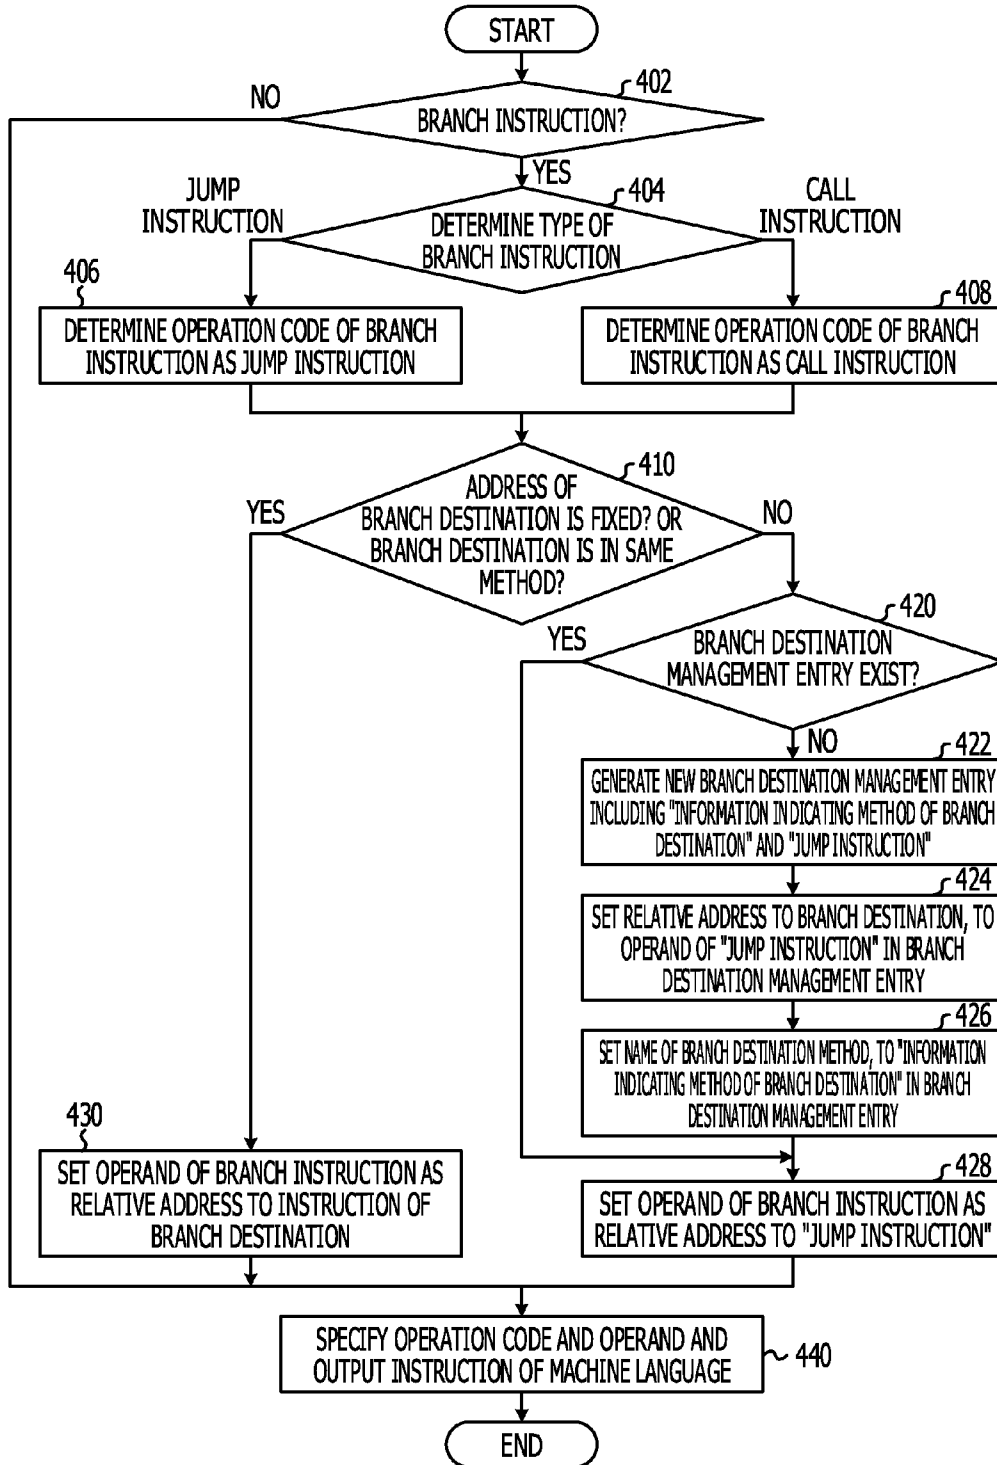 START
402
NO
BRANCH INSTRUCTION?
YES
404
JUMP
INSTRUCTION
CALL
INSTRUCTION
DETERMINE TYPE OF
BRANCH INSTRUCTION
406
408
DETERMINE OPERATION CODE OF BRANCH
INSTRUCTION AS JUMP INSTRUCTION
DETERMINE OPERATION CODE OF BRANCH
INSTRUCTION AS CALL INSTRUCTION
410
YES
NO
ADDRESS OF
BRANCH DESTINATION IS FIXED? OR
BRANCH DESTINATION IS IN SAME
METHOD?
420
YES
BRANCH DESTINATION
MANAGEMENT ENTRY EXIST?
NO
422
GENERATE NEW BRANCH DESTINATION MANAGEMENT ENTRY
INCLUDING "INFORMATION INDICATING METHOD OF BRANCH
DESTINATION" AND "JUMP INSTRUCTION"
424
SET RELATIVE ADDRESS TO BRANCH DESTINATION, TO
OPERAND OF "JUMP INSTRUCTION" IN BRANCH
DESTINATION MANAGEMENT ENTRY
426
SET NAME OF BRANCH DESTINATION METHOD, TO "INFORMATION
INDICATING METHOD OF BRANCH DESTINATION" IN BRANCH
DESTINATION MANAGEMENT ENTRY
430
SET OPERAND OF BRANCH INSTRUCTION AS
RELATIVE ADDRESS TO INSTRUCTION OF
BRANCH DESTINATION
428
SET OPERAND OF BRANCH INSTRUCTION AS
RELATIVE ADDRESS TO "JUMP INSTRUCTION"
SPECIFY OPERATION CODE AND OPERAND AND
OUTPUT INSTRUCTION OF MACHINE LANGUAGE
440
END